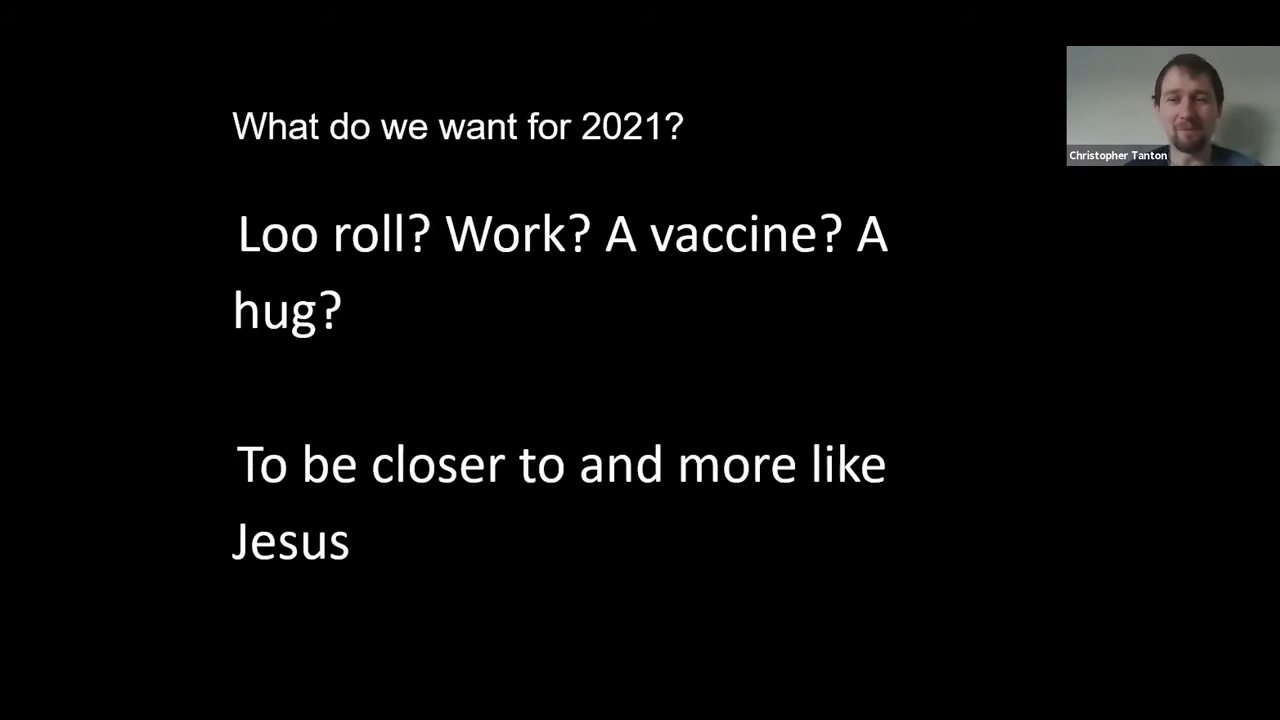 What do we want for 2021?
Christopher Tanton
Loo roll? Work? A vaccine? A
hug?
To be closer to and more like
Jesus